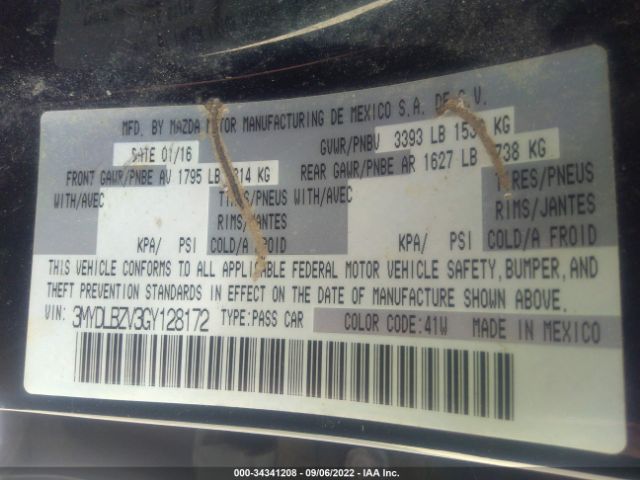 MFD. BY MAZDA MOTOR MANUFACTURING DE MEXICO S.A. DE C.V.
DATE 01/16
GVWR/PNBV 3393 LB KG
FRONT GAWR/PNBE AV 1795 LB 814 KG
REAR GAWR/PNBE AR 1627 LB 738 KG
WITH/AVEC TIRES/PNEUS WITH/AVEC TIRES/PNEUS
RIMS/JANTES RIMS/JANTES
KPA/ PSI COLD/A FROID KPA/ PSI COLD/A FROID
THIS VEHICLE CONFORMS TO ALL APPLICABLE FEDERAL MOTOR VEHICLE SAFETY, BUMPER, AND
THEFT PREVENTION STANDARDS IN EFFECT ON THE DATE OF MANUFACTURE SHOWN ABOVE.
VIN: 3MYDLBZV3GY128172 TYPE:PASS CAR COLOR CODE:41W MADE IN MEXICO
000-34341208 - 09/06/2022 - IAA Inc.